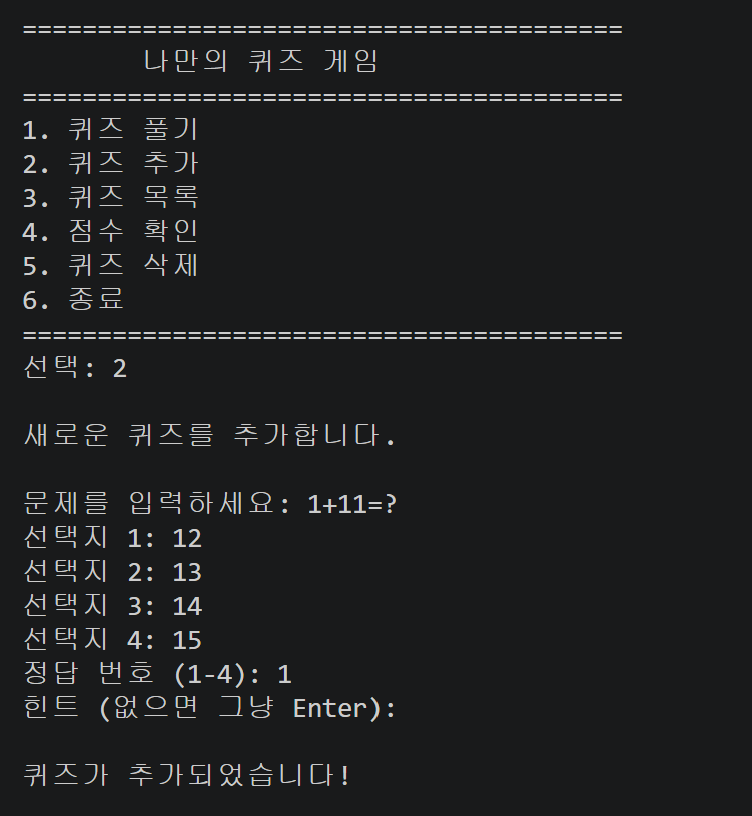 ========================================
나만의 퀴즈 게임
========================================
1. 퀴즈 풀기
2. 퀴즈 추가
3. 퀴즈 목록
4. 점수 확인
5. 퀴즈 삭제
6. 종료
========================================
선택: 2
새로운 퀴즈를 추가합니다.
문제를 입력하세요: 1+11=?
선택지 1: 12
선택지 2: 13
선택지 3: 14
선택지 4: 15
정답 번호 (1-4): 1
힌트 (없으면 그냥 Enter):
퀴즈가 추가되었습니다!